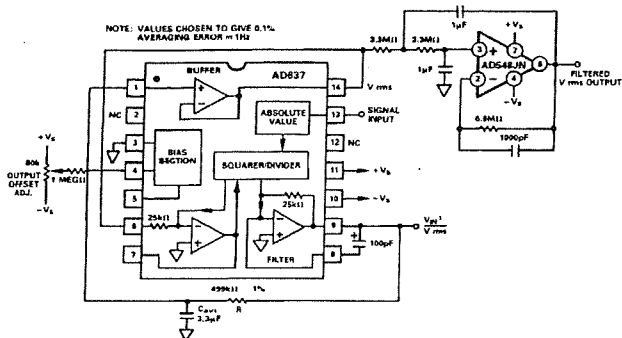 NOTE: VALUES CHOSEN TO GIVE 0.1%
AVERAGING ERROR = 1Hz
3.3MΩ
3.3MΩ
1µF
1µF
+VS
AD548JN
-VS
3
+
7
6
2
−
4
FILTERED
V rms OUTPUT
6.8MΩ
1000pF
BUFFER
AD637
1
14
V rms
ABSOLUTE
VALUE
13
SIGNAL
INPUT
NC
2
12
NC
3
BIAS
SECTION
SQUARER/DIVIDER
11
+VS
+VS
4
1 MEGΩ
OUTPUT
OFFSET
ADJ.
-VS
5
10
-VS
25kΩ
25kΩ
6
9
VIN²
V rms
100pF
7
FILTER
8
499kΩ 1%
R
CAV1
3.3µF